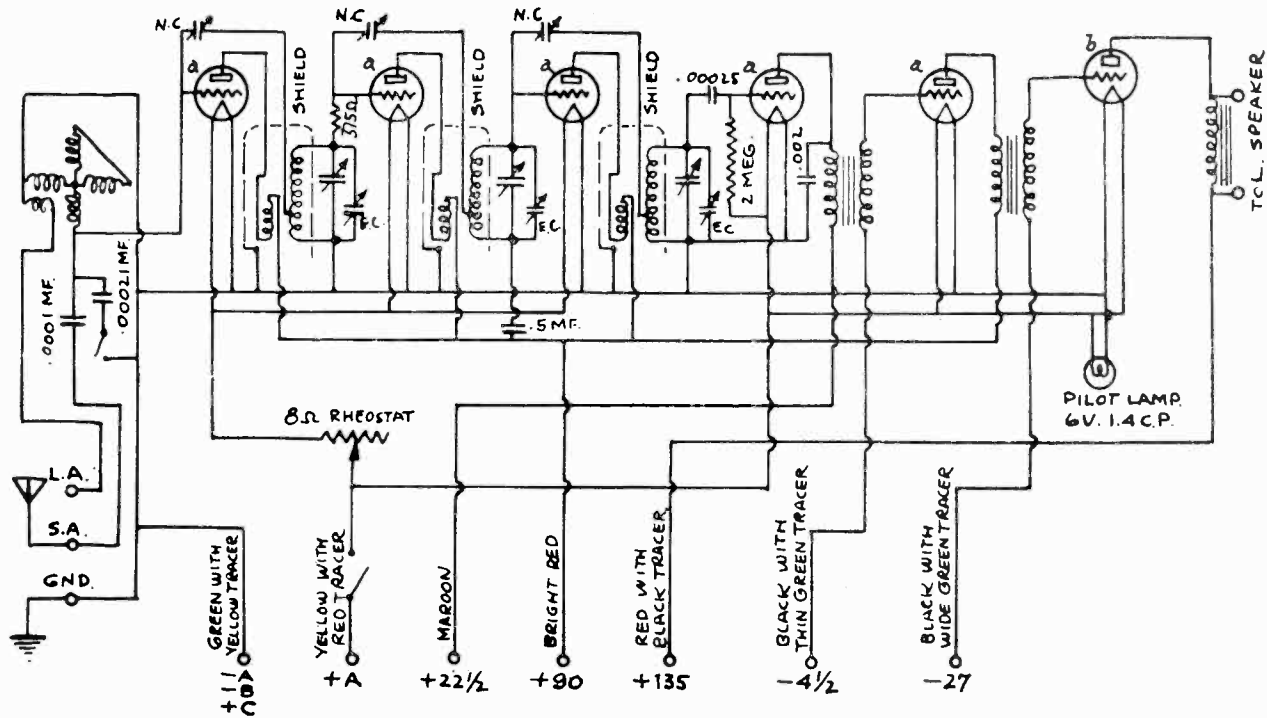 N.C
N.C
N.C
a
a
a
a
a
b
SHIELD
SHIELD
SHIELD
375Ω
.00025
2 MEG.
.002
E.C.
E.C.
E.C
.0001 MF.
.00021 MF.
.5 MF.
TO L. SPEAKER
PILOT LAMP.
6V. 1.4 C.P.
8Ω RHEOSTAT
L.A.
S.A.
GND.
GREEN WITH
YELLOW TRACER
YELLOW WITH
RED TRACER
MAROON
BRIGHT RED
RED WITH
BLACK TRACER
BLACK WITH
THIN GREEN TRACER
BLACK WITH
WIDE GREEN TRACER
-A
-B
+C
+A
+22½
+90
+135
-4½
-27